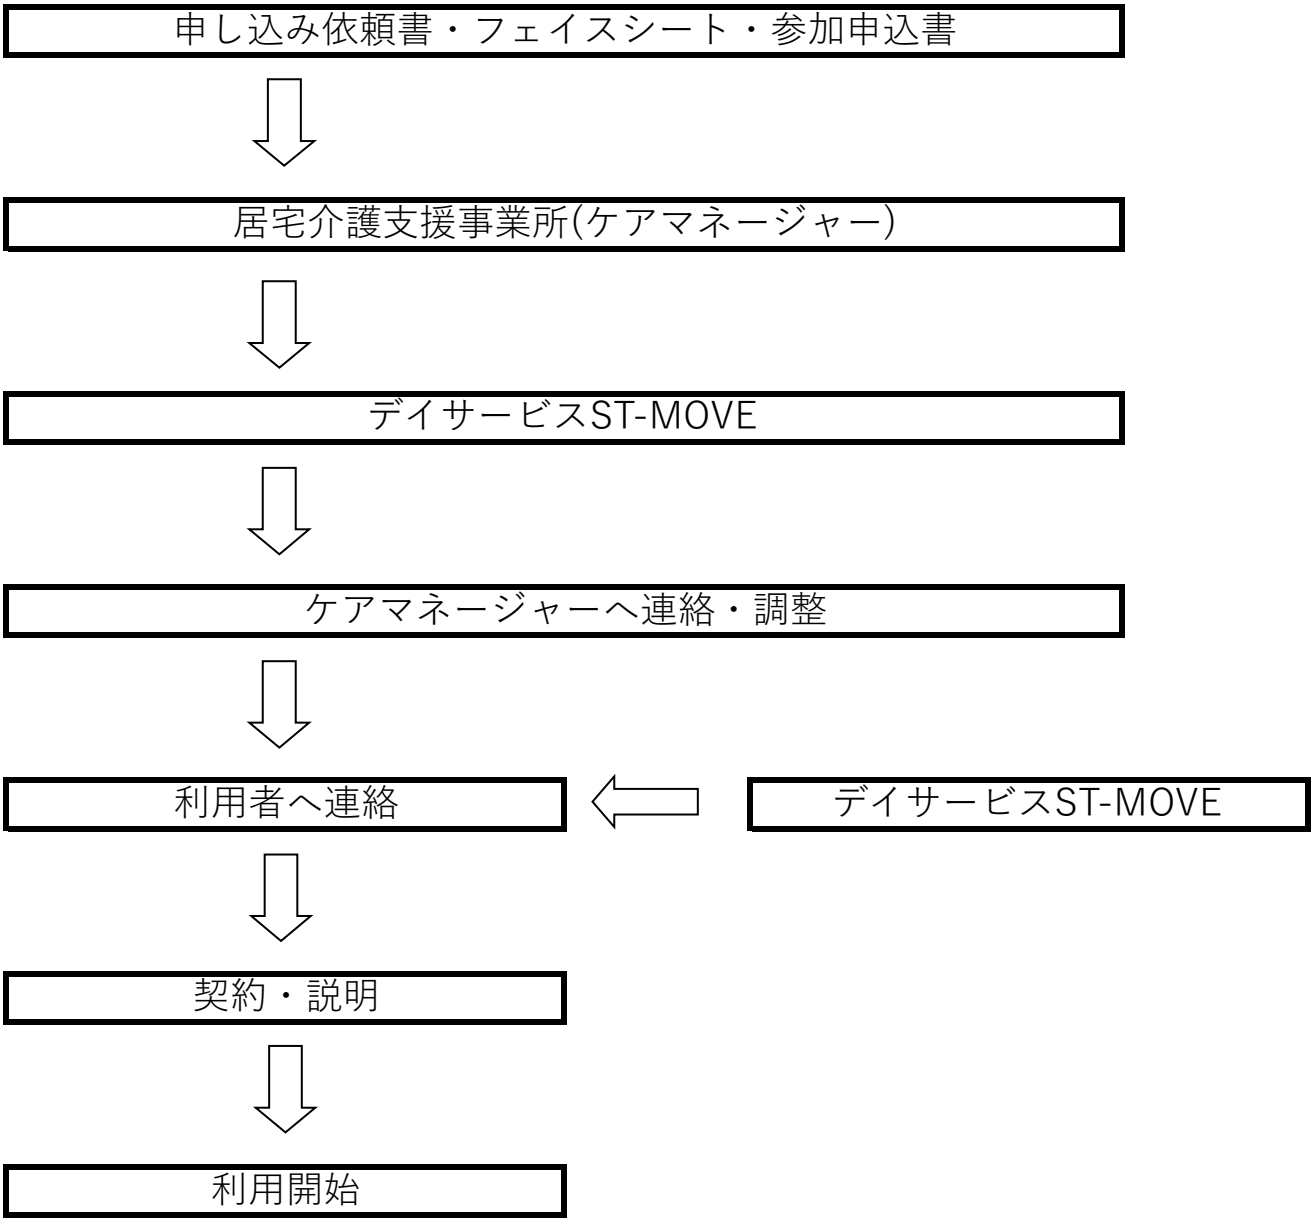 申し込み依頼書・フェイスシート・参加申込書
居宅介護支援事業所(ケアマネージャー)
デイサービスST-MOVE
ケアマネージャーへ連絡・調整
利用者へ連絡
デイサービスST-MOVE
契約・説明
利用開始